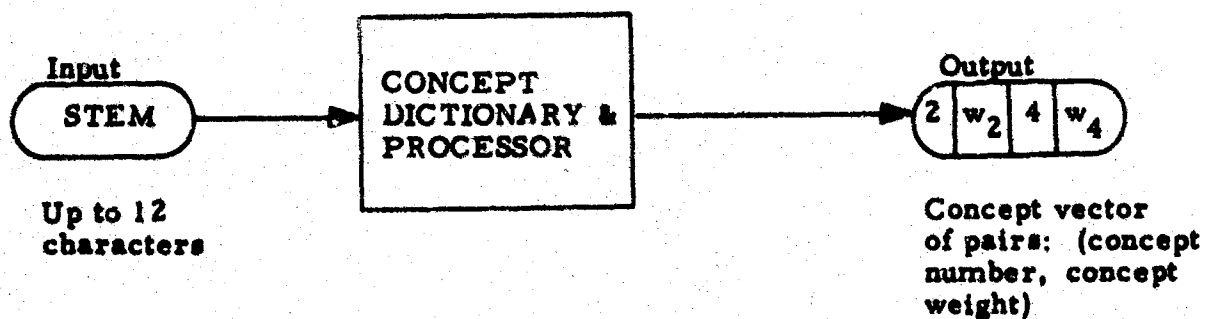 Input
STEM
Up to 12
characters
CONCEPT
DICTIONARY &
PROCESSOR
Output
2 w2 4 w4
Concept vector
of pairs: (concept
number, concept
weight)